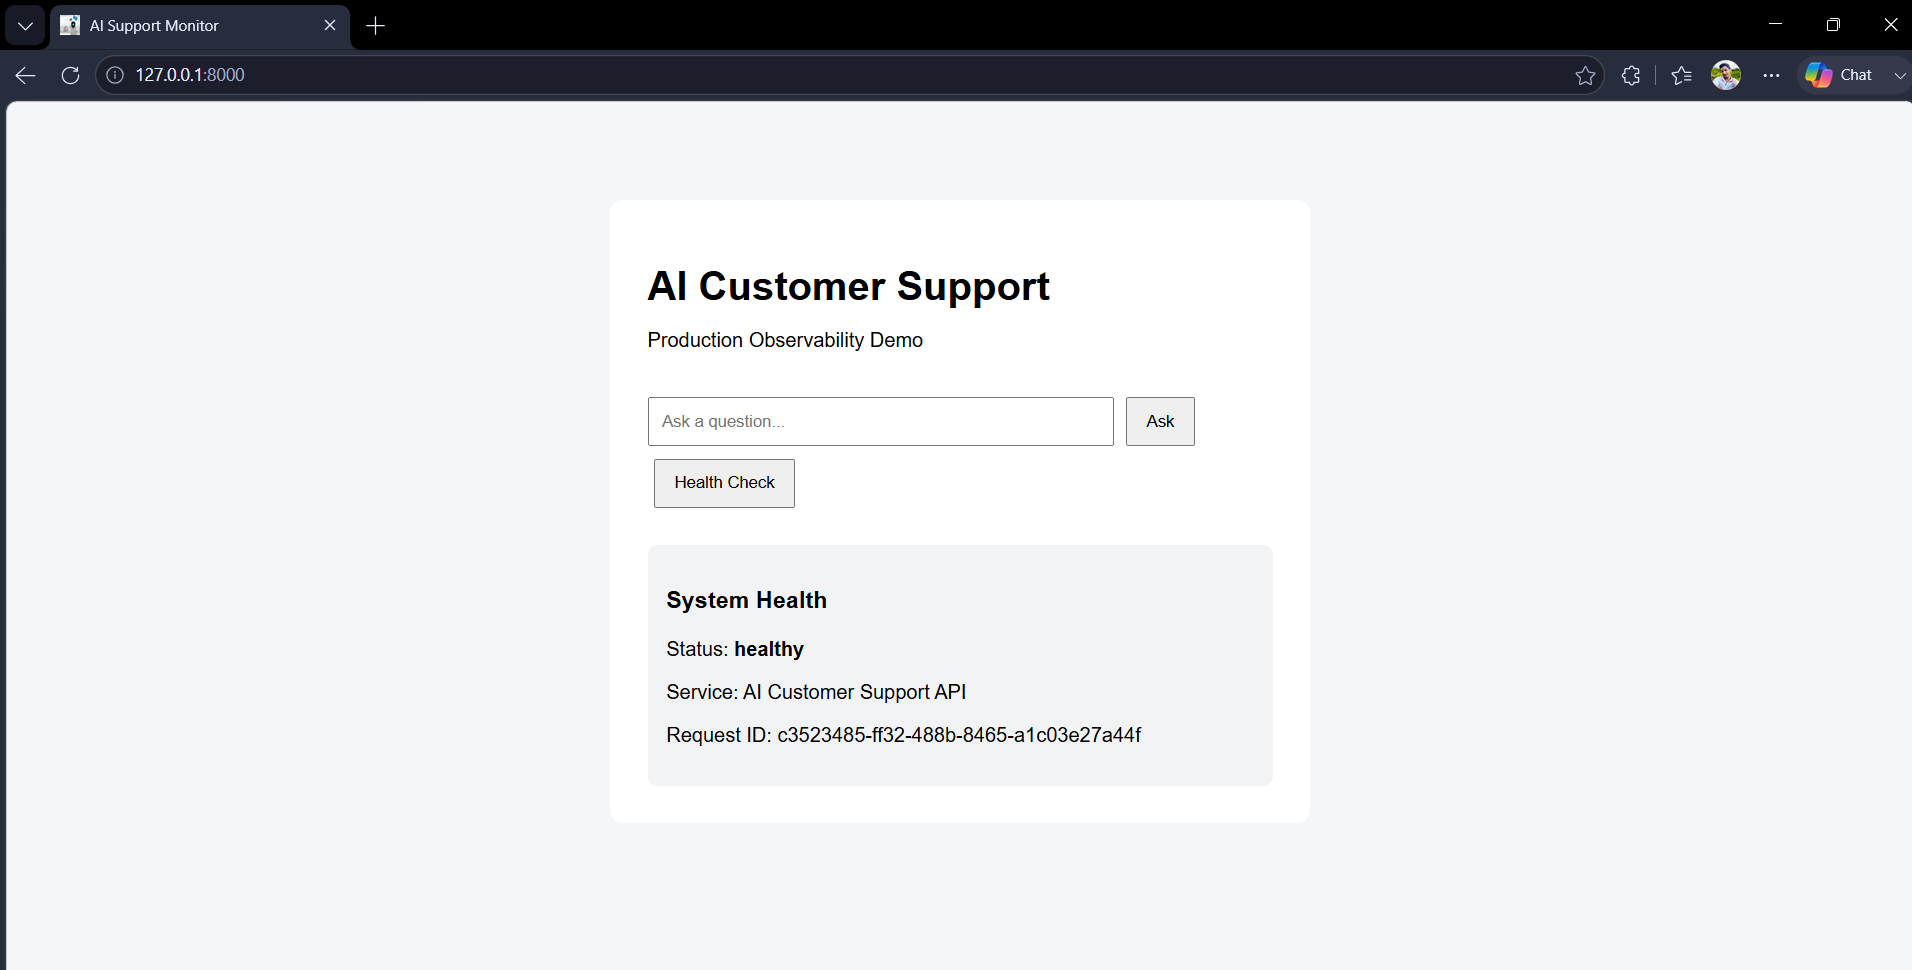 AI Support Monitor
127.0.0.1:8000
Chat
AI Customer Support
Production Observability Demo
Ask a question...
Ask
Health Check
System Health
Status: healthy
Service: AI Customer Support API
Request ID: c3523485-ff32-488b-8465-a1c03e27a44f